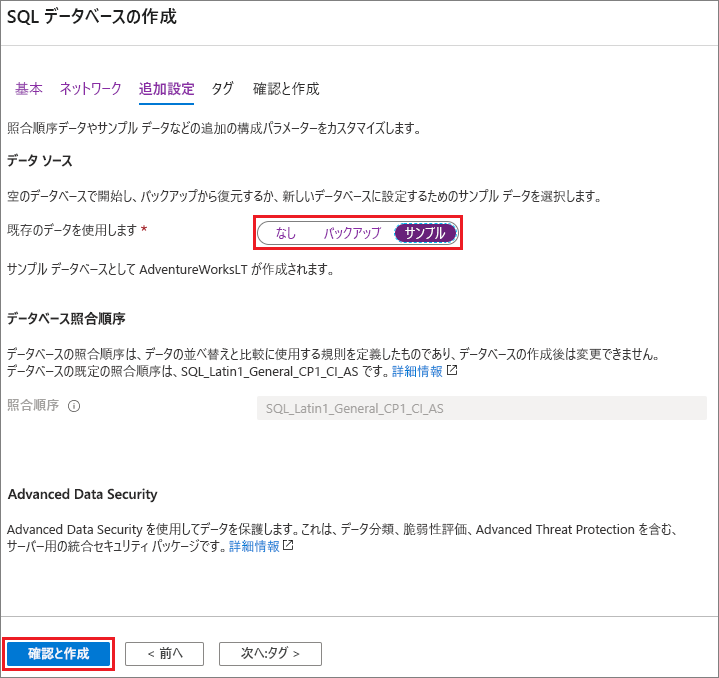 SQL データベースの作成
基本 ネットワーク 追加設定 タグ 確認と作成
照合順序データやサンプル データなどの追加の構成パラメーターをカスタマイズします。
データ ソース
空のデータベースで開始し、バックアップから復元するか、新しいデータベースに設定するためのサンプル データを選択します。
既存のデータを使用します * なし バックアップ サンプル
サンプル データベースとして AdventureWorksLT が作成されます。
データベース照合順序
データベースの照合順序は、データの並べ替えと比較に使用する規則を定義したものであり、データベースの作成後は変更できません。
データベースの既定の照合順序は、SQL_Latin1_General_CP1_CI_AS です。詳細情報
照合順序 SQL_Latin1_General_CP1_CI_AS
Advanced Data Security
Advanced Data Security を使用してデータを保護します。これは、データ分類、脆弱性評価、Advanced Threat Protection を含む、
サーバー用の統合セキュリティ パッケージです。詳細情報
確認と作成 < 前へ 次へ:タグ >